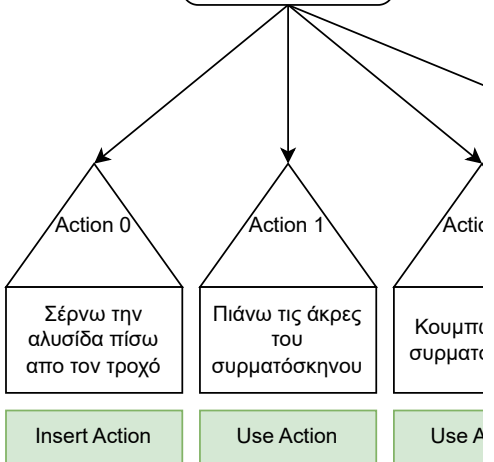 Action 0
Action 1
Σέρνω την
αλυσίδα πίσω
απο τον τροχό
Πιάνω τις άκρες
του
συρματόσκηνου
Insert Action
Use Action
Use